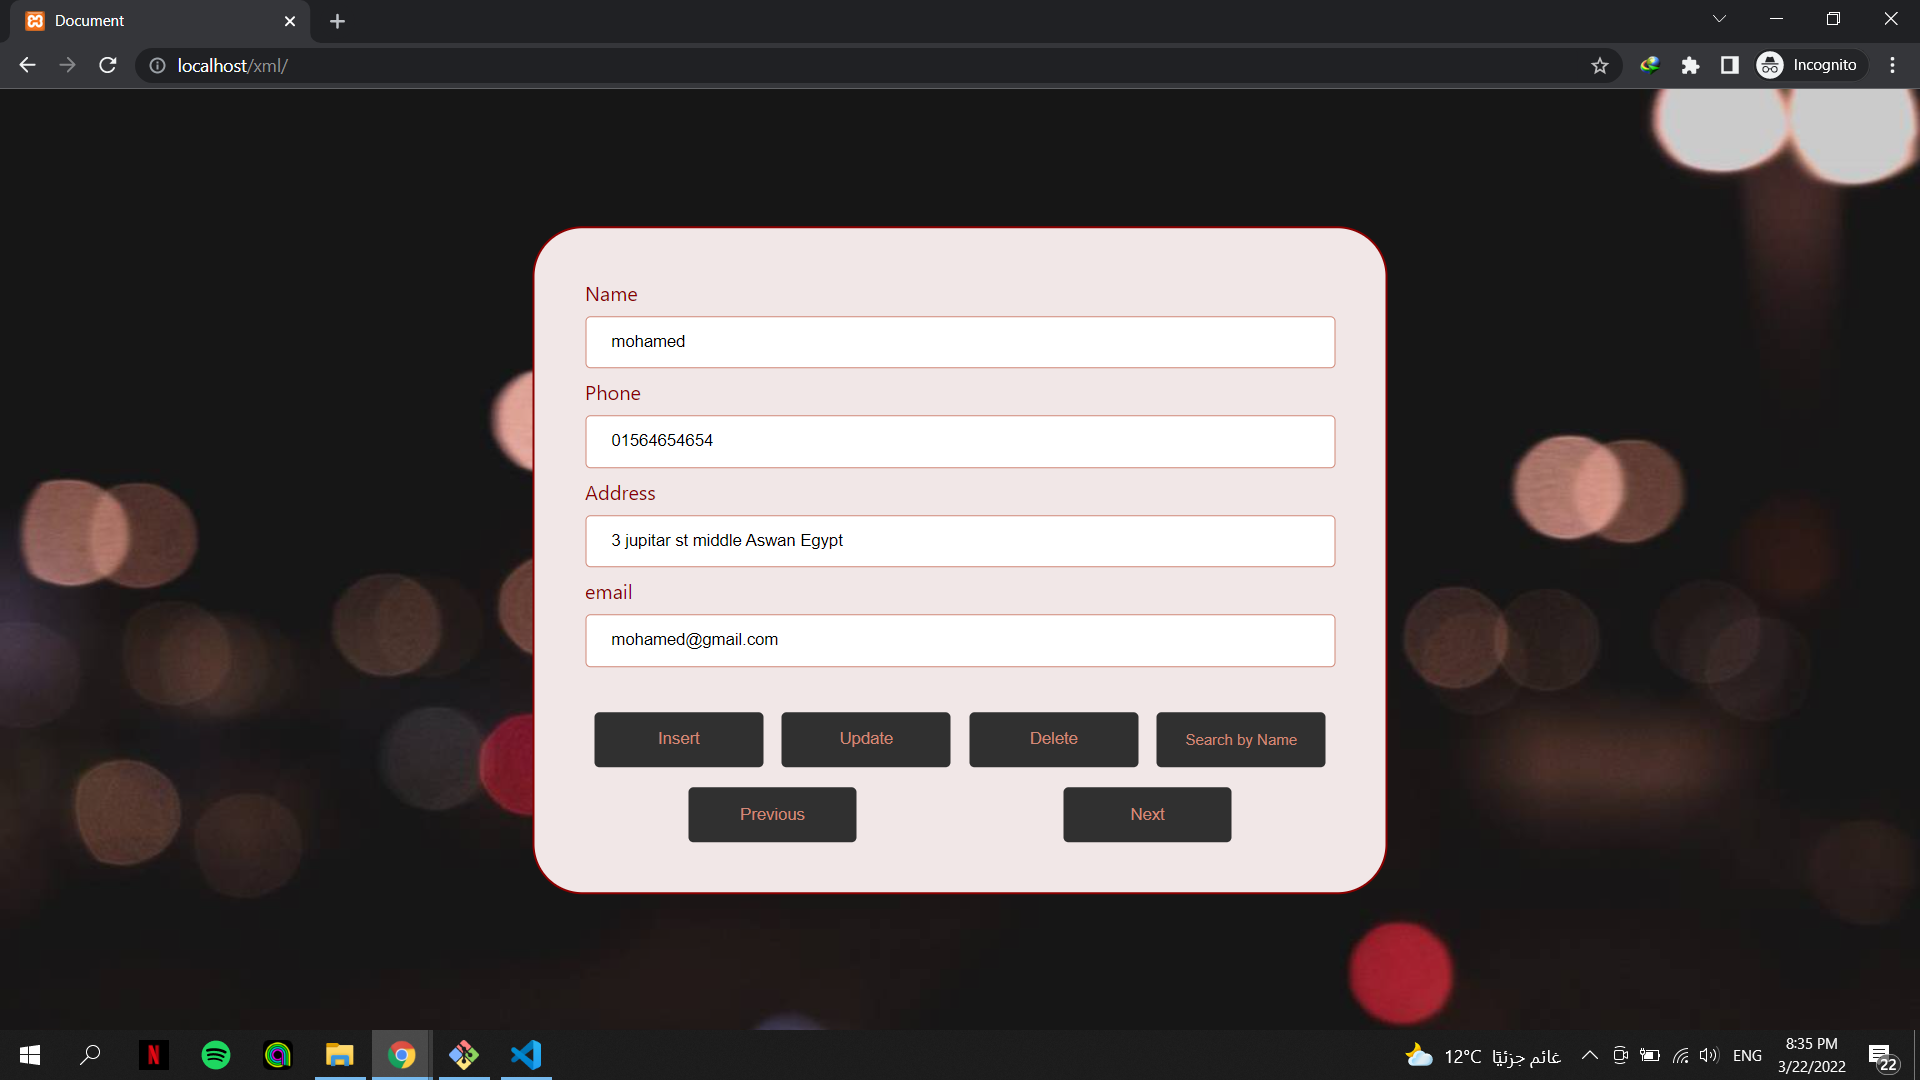 Document
localhost/xml/
Incognito
Name
mohamed
Phone
01564654654
Address
3 jupitar st middle Aswan Egypt
email
mohamed@gmail.com
Insert Update Delete Search by Name
Previous Next
12°C غائم جزئيًا ENG
8:35 PM
3/22/2022
22